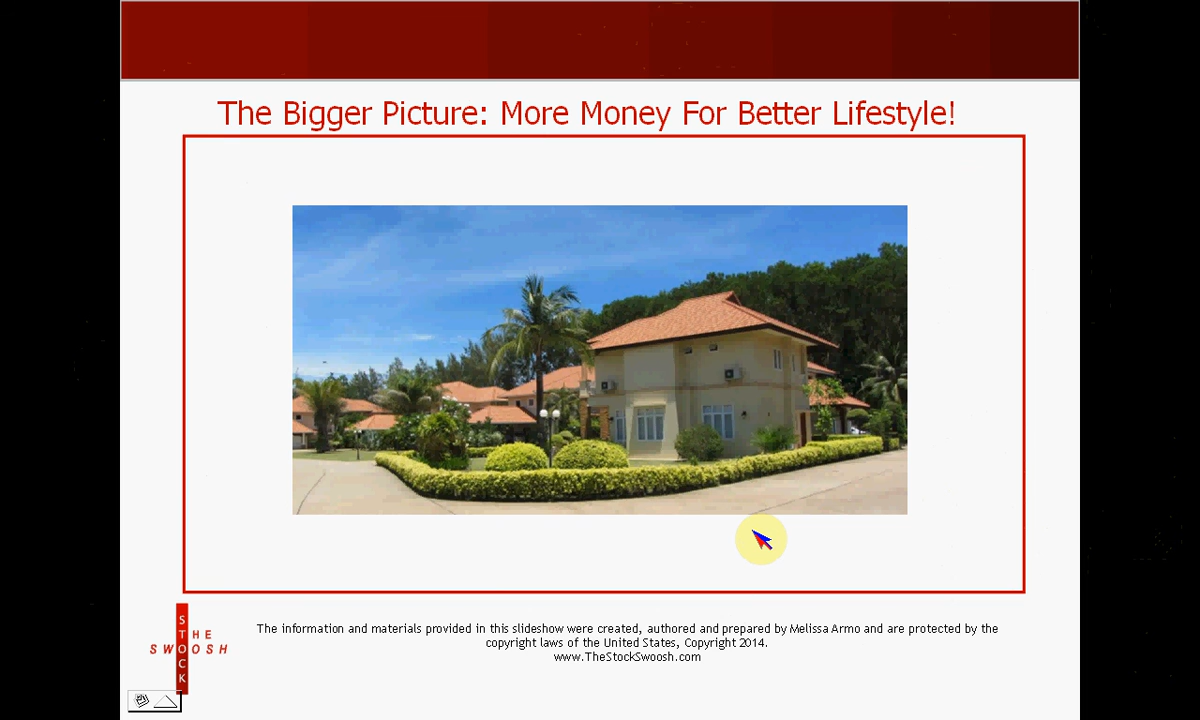 The Bigger Picture: More Money For Better Lifestyle!
THE
STOCK
SWOOSH
The information and materials provided in this slideshow were created, authored and prepared by Melissa Armo and are protected by the
copyright laws of the United States, Copyright 2014.
www.TheStockSwoosh.com